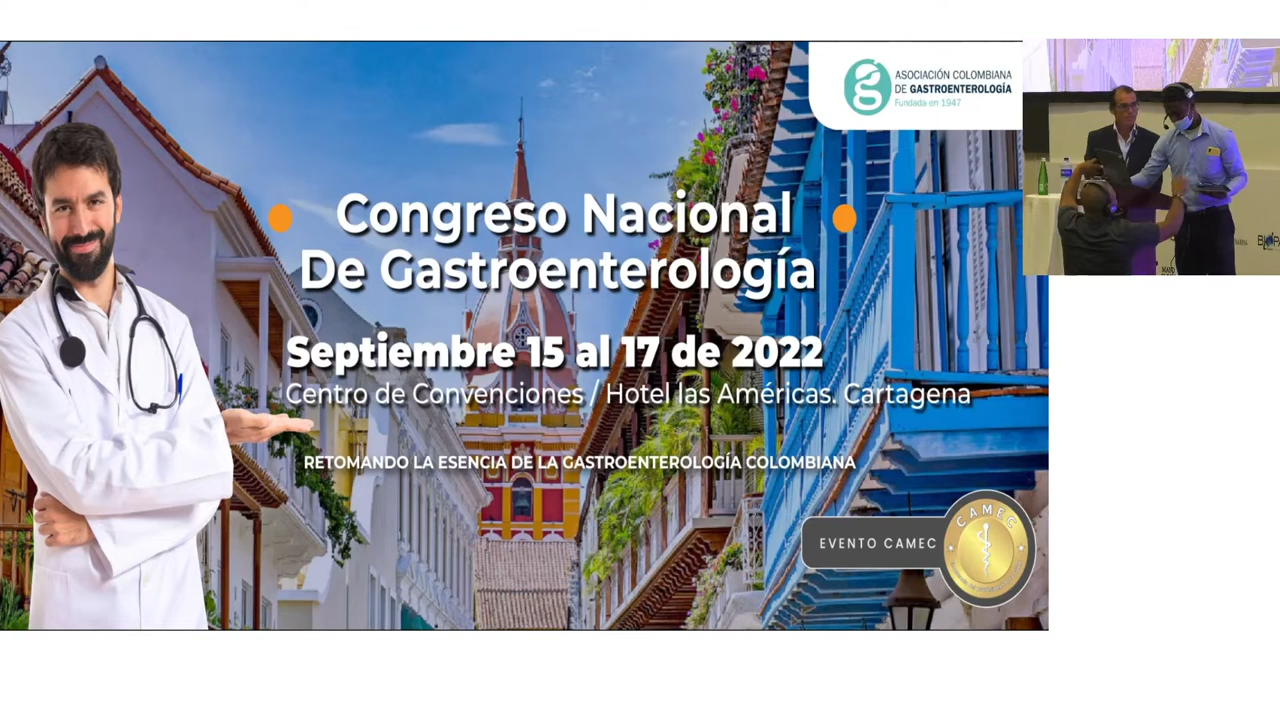 ASOCIACIÓN COLOMBIANA
DE GASTROENTEROLOGÍA
Fundada en 1947
Congreso Nacional
De Gastroenterología
Septiembre 15 al 17 de 2022
Centro de Convenciones / Hotel las Américas. Cartagena
RETOMANDO LA ESENCIA DE LA GASTROENTEROLOGÍA COLOMBIANA
EVENTO CAMEC
CAMEC